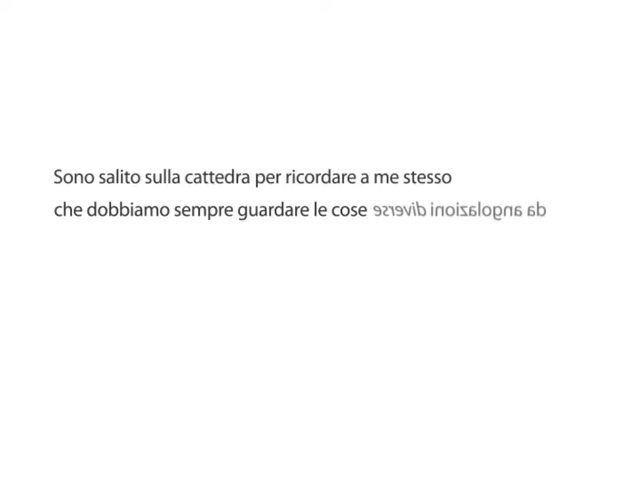 Sono salito sulla cattedra per ricordare a me stesso
che dobbiamo sempre guardare le cose da angolazioni diverse